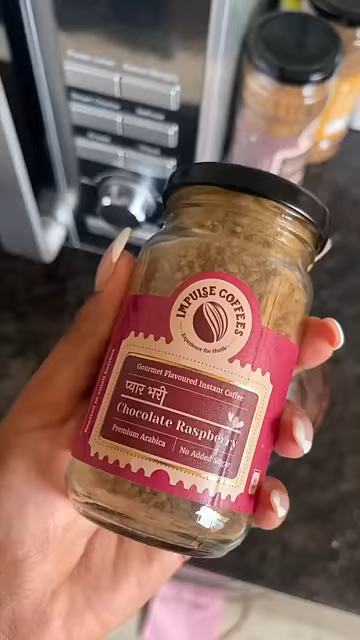 IMPULSE COFFEES
Experience the Hustle
Gourmet Flavoured Instant Coffee
प्यार भरी
Chocolate Raspberry
Premium Arabica
No Added Sugar